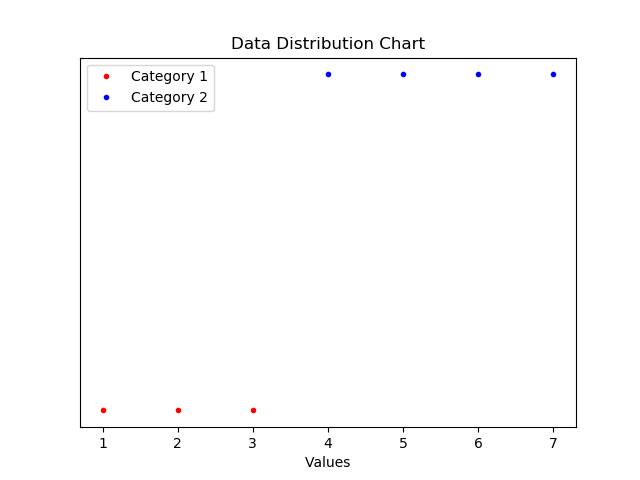 Data Distribution Chart
Category 1
Category 2
1 2 3 4 5 6 7
Values